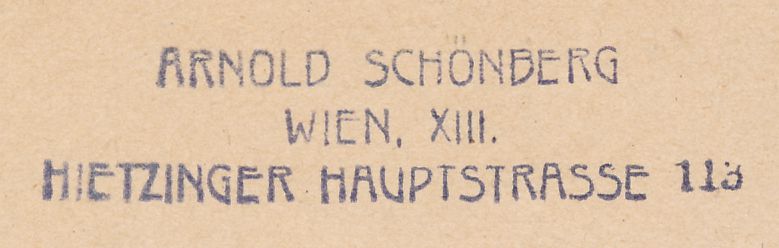 ARNOLD SCHÖNBERG
WIEN, XIII.
HIETZINGER HAUPTSTRASSE 113